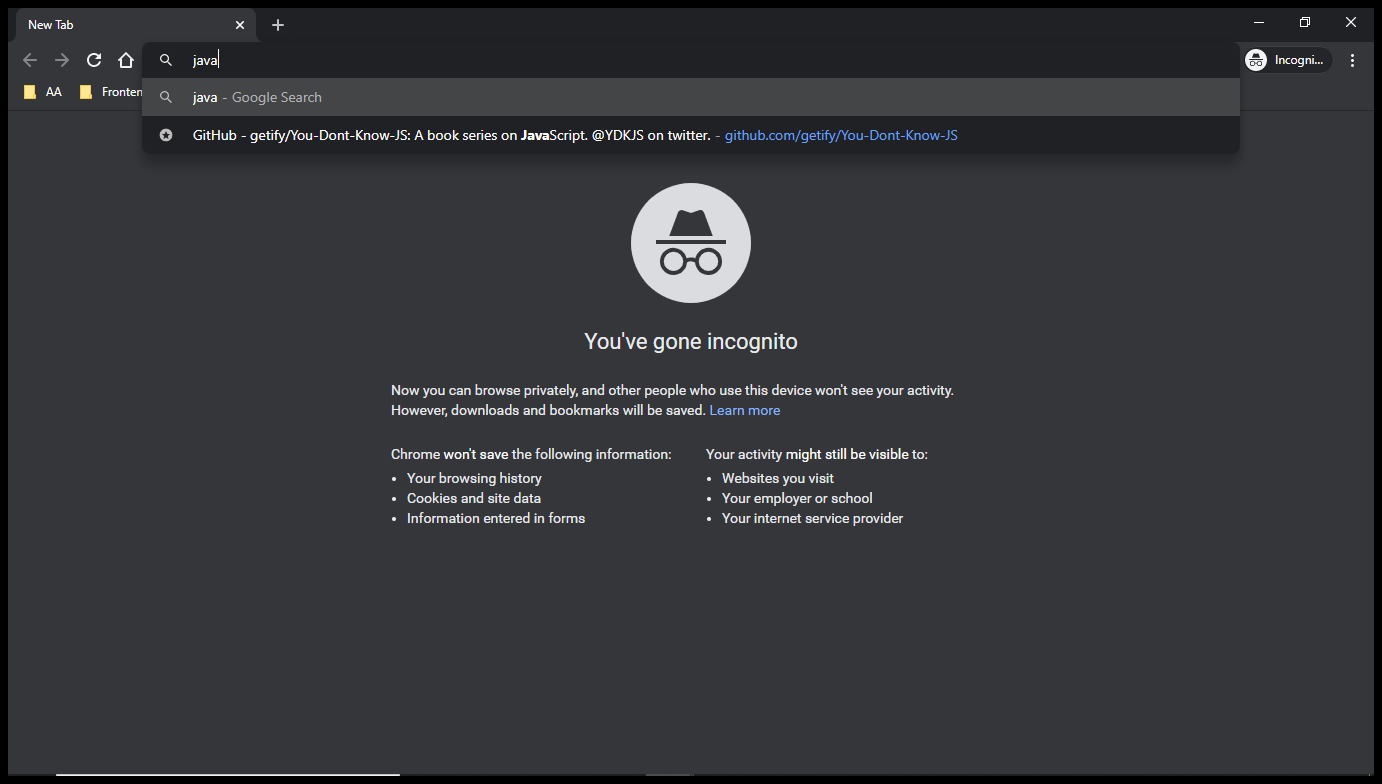 New Tab
java
Incogni...
AA
Fronten
java - Google Search
GitHub - getify/You-Dont-Know-JS: A book series on JavaScript. @YDKJS on twitter. - github.com/getify/You-Dont-Know-JS
You've gone incognito
Now you can browse privately, and other people who use this device won't see your activity.
However, downloads and bookmarks will be saved. Learn more
Chrome won't save the following information:
• Your browsing history
• Cookies and site data
• Information entered in forms
Your activity might still be visible to:
• Websites you visit
• Your employer or school
• Your internet service provider